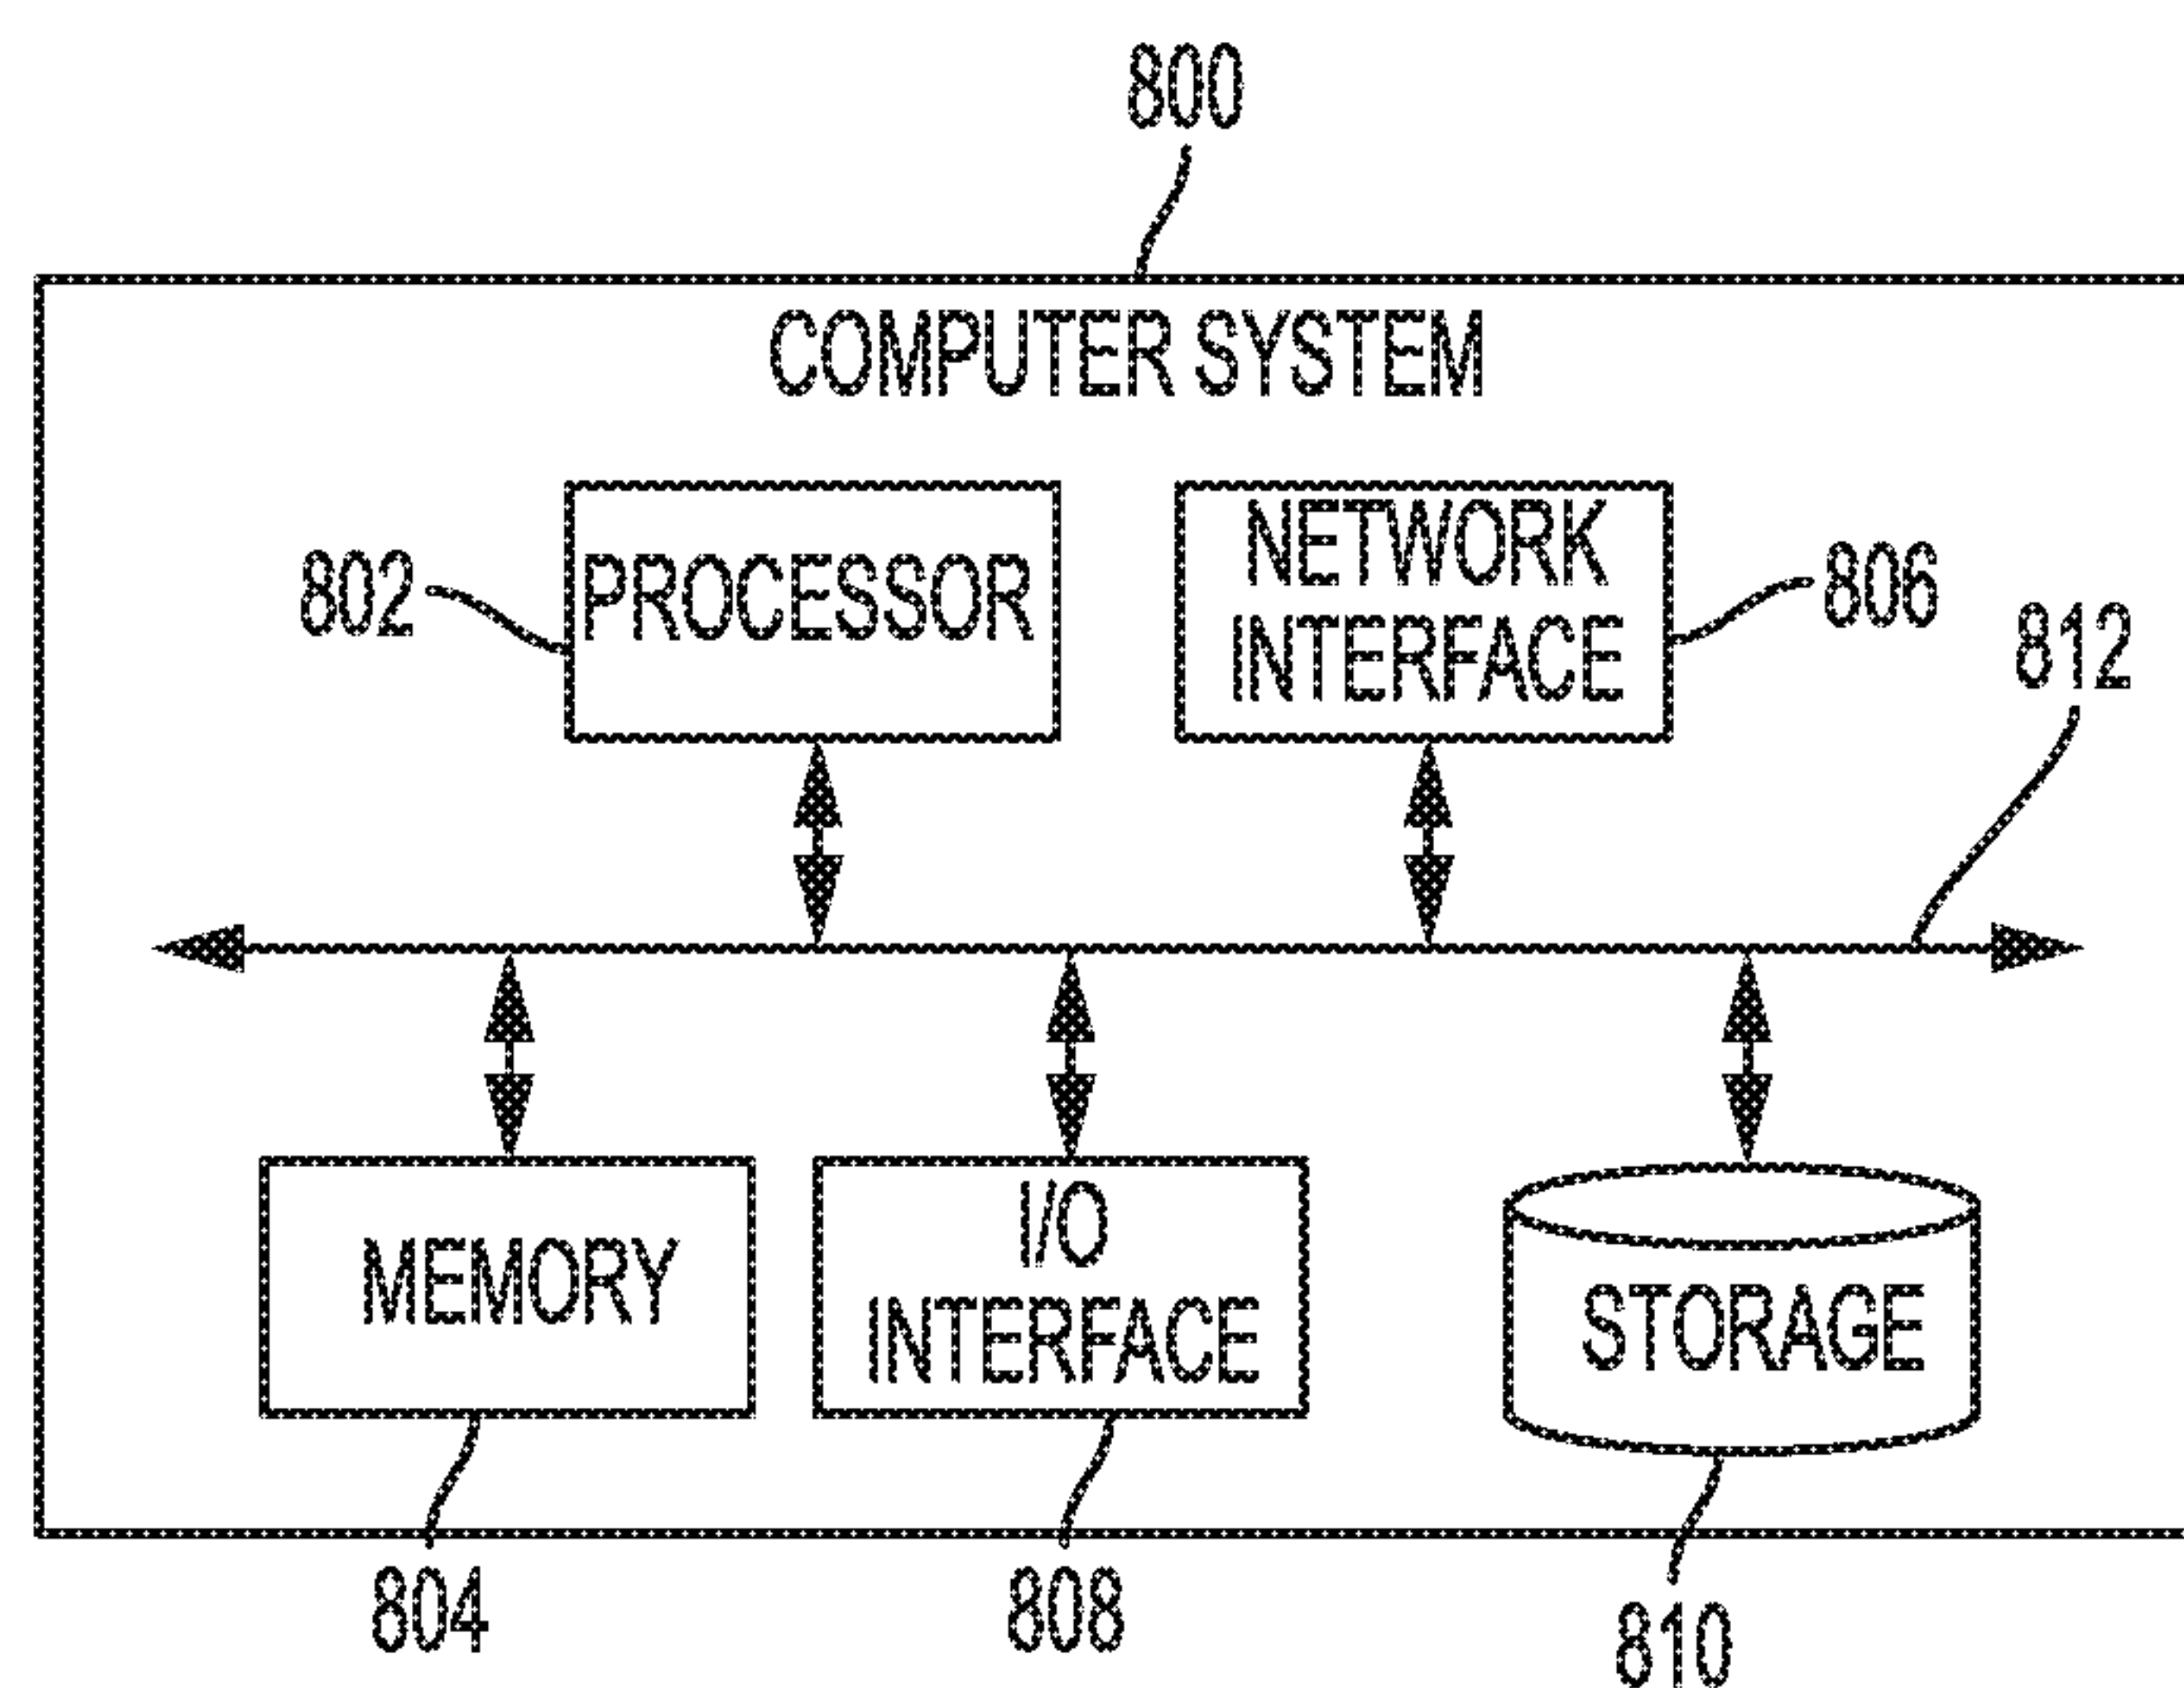 800
COMPUTER SYSTEM
802
PROCESSOR
NETWORK
INTERFACE
806
812
MEMORY
I/O
INTERFACE
STORAGE
804
808
810